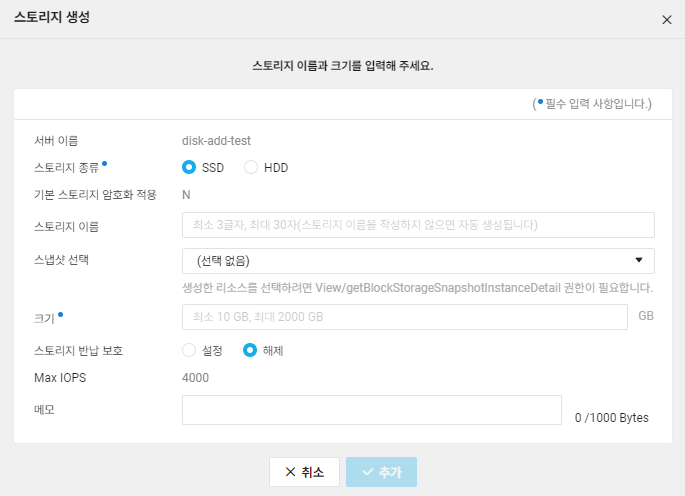 스토리지 생성
스토리지 이름과 크기를 입력해 주세요.
(•필수 입력 사항입니다.)
서버 이름 disk-add-test
스토리지 종류• SSD HDD
기본 스토리지 암호화 적용 N
스토리지 이름 최소 3글자, 최대 30자(스토리지 이름을 작성하지 않으면 자동 생성됩니다)
스냅샷 선택 (선택 없음)
생성한 리소스를 선택하려면 View/getBlockStorageSnapshotInstanceDetail 권한이 필요합니다.
크기• 최소 10 GB, 최대 2000 GB GB
스토리지 반납 보호 설정 해제
Max IOPS 4000
메모 0 /1000 Bytes
취소 추가